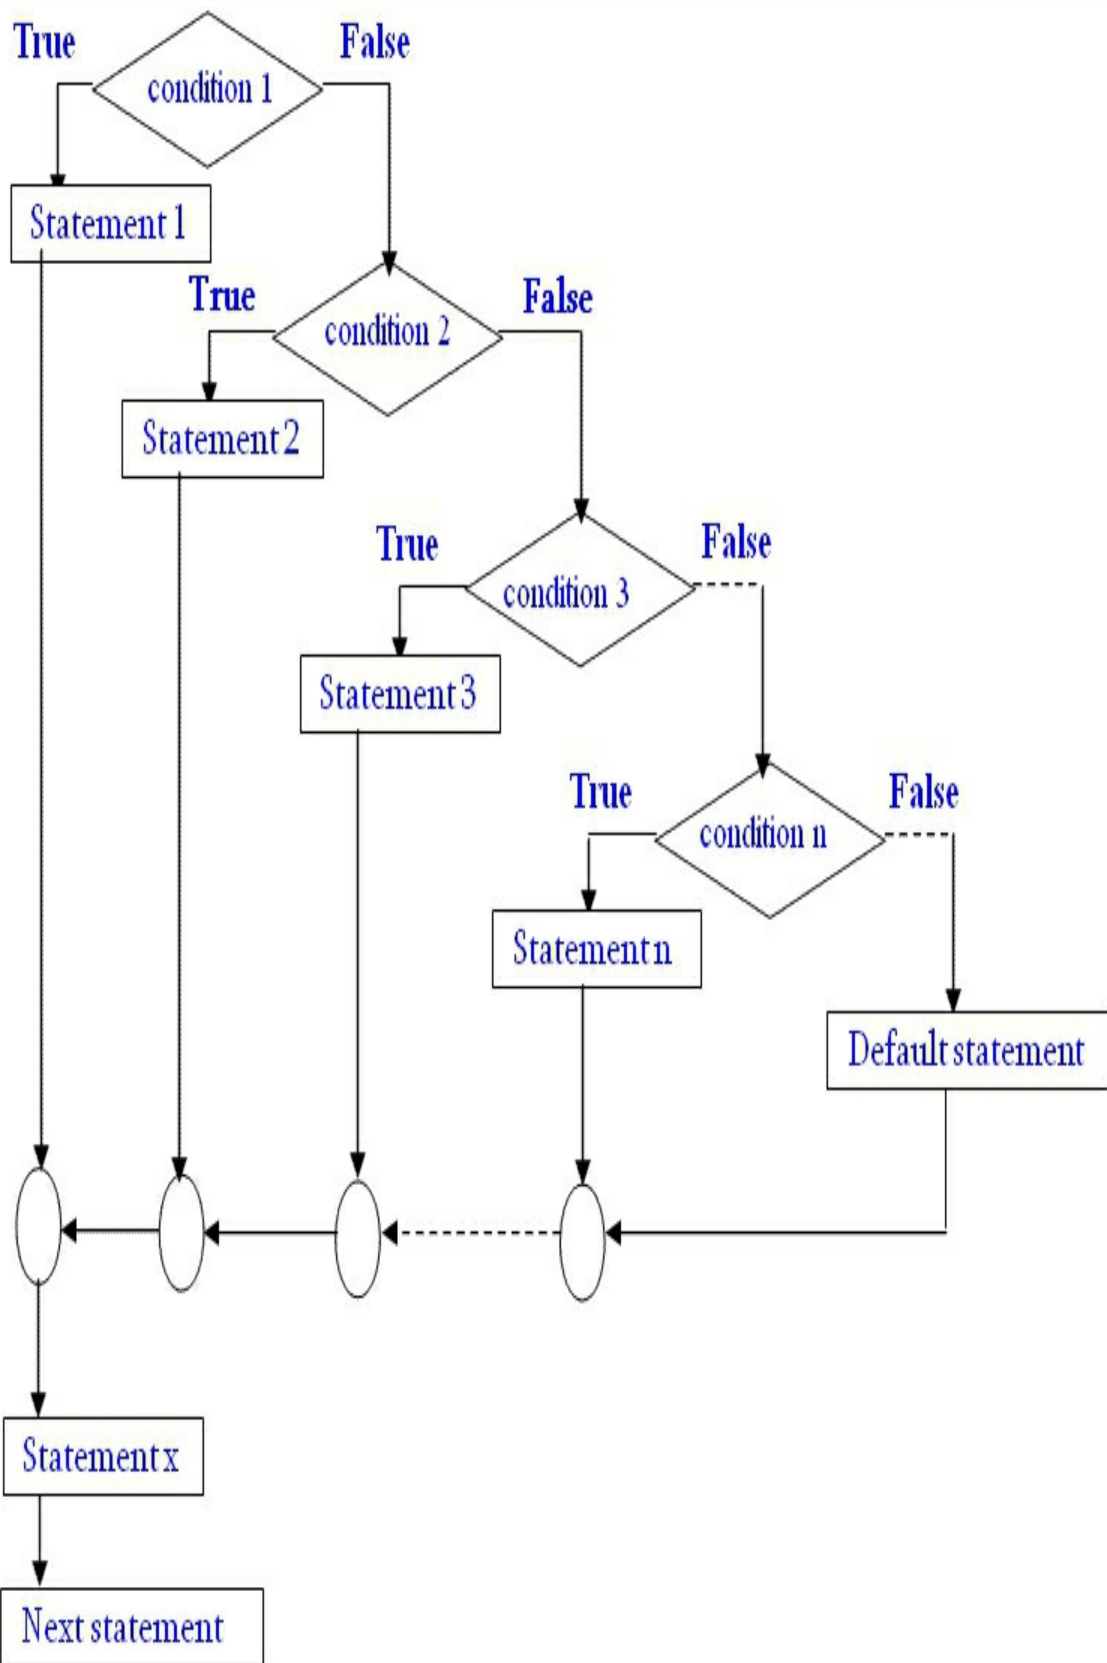 True
False
condition 1
Statement 1
True
False
condition 2
Statement 2
True
False
condition 3
Statement 3
True
False
condition n
Statement n
Default statement
Statement x
Next statement